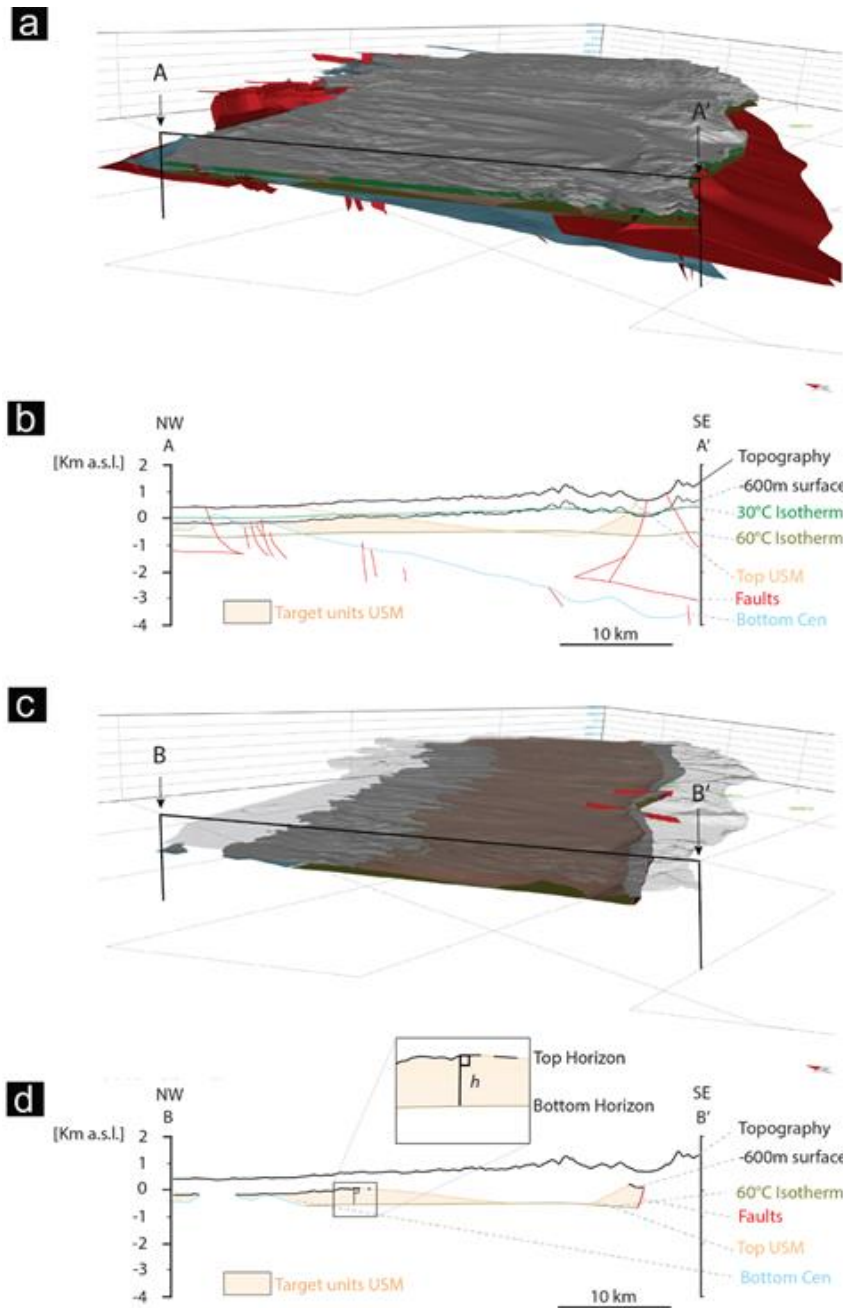 a
A
A'
b
NW
A
SE
A'
[Km a.s.l.]
2
1
0
-1
-2
-3
-4
Topography
-600m surface
30°C Isotherm
60°C Isotherm
Top USM
Faults
Bottom Cen
Target units USM
10 km
c
B
B'
d
NW
B
SE
B'
[Km a.s.l.]
2
1
0
-1
-2
-3
-4
Top Horizon
h
Bottom Horizon
Topography
-600m surface
60°C Isotherm
Faults
Top USM
Bottom Cen
Target units USM
10 km